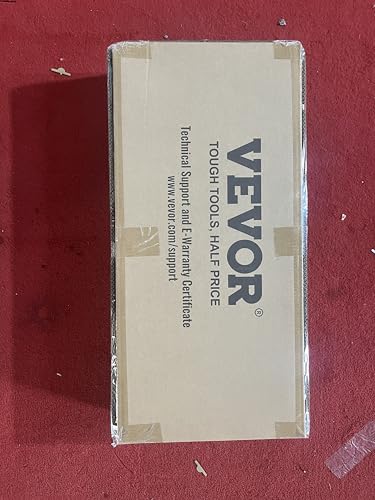 VEVOR®
TOUGH TOOLS, HALF PRICE
Technical Support and E-Warranty Certificate
www.vevor.com/support